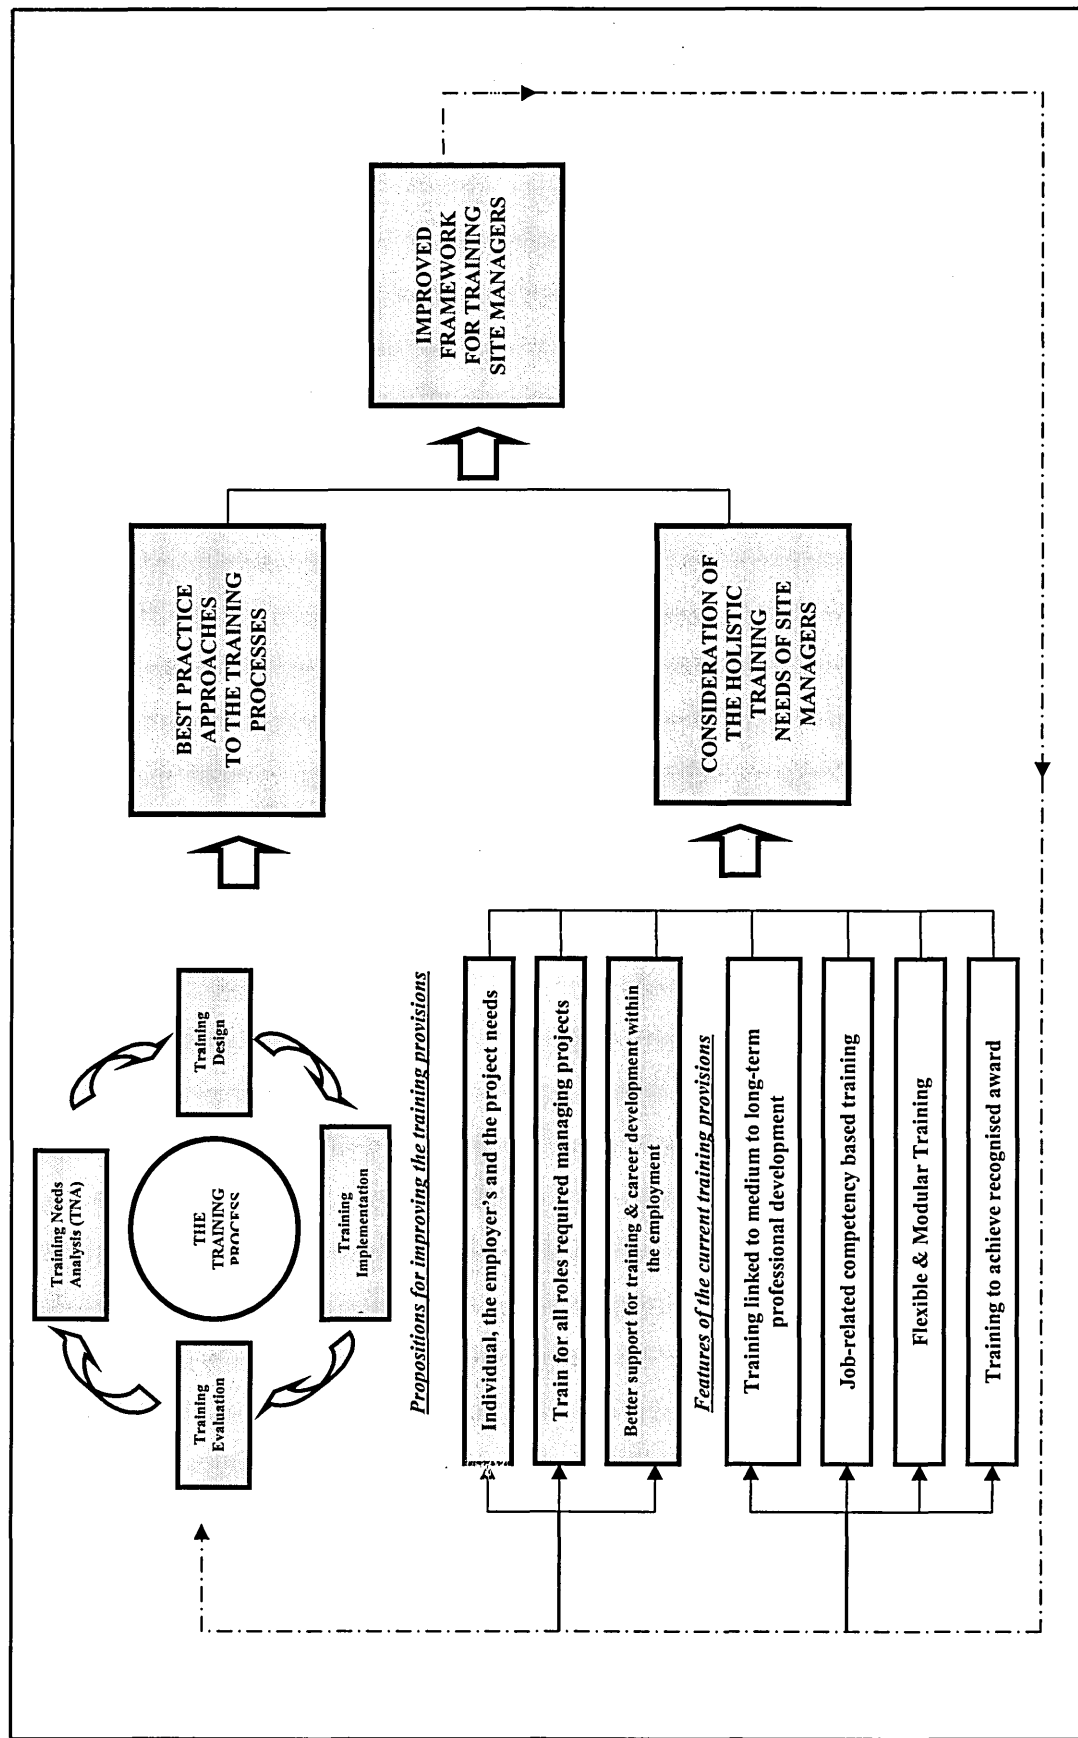 Training Needs
Analysis (TNA)
Training
Evaluation
THE
TRAINING
PROCESS
Training
Design
Training
Implementation
Propositions for improving the training provisions
Individual, the employer's and the project needs
Train for all roles required managing projects
Better support for training & career development within
the employment
Features of the current training provisions
Training linked to medium to long-term
professional development
Job-related competency based training
Flexible & Modular Training
Training to achieve recognised award
BEST PRACTICE
APPROACHES
TO THE TRAINING
PROCESSES
CONSIDERATION OF
THE HOLISTIC
TRAINING
NEEDS OF SITE
MANAGERS
IMPROVED
FRAMEWORK
FOR TRAINING
SITE MANAGERS